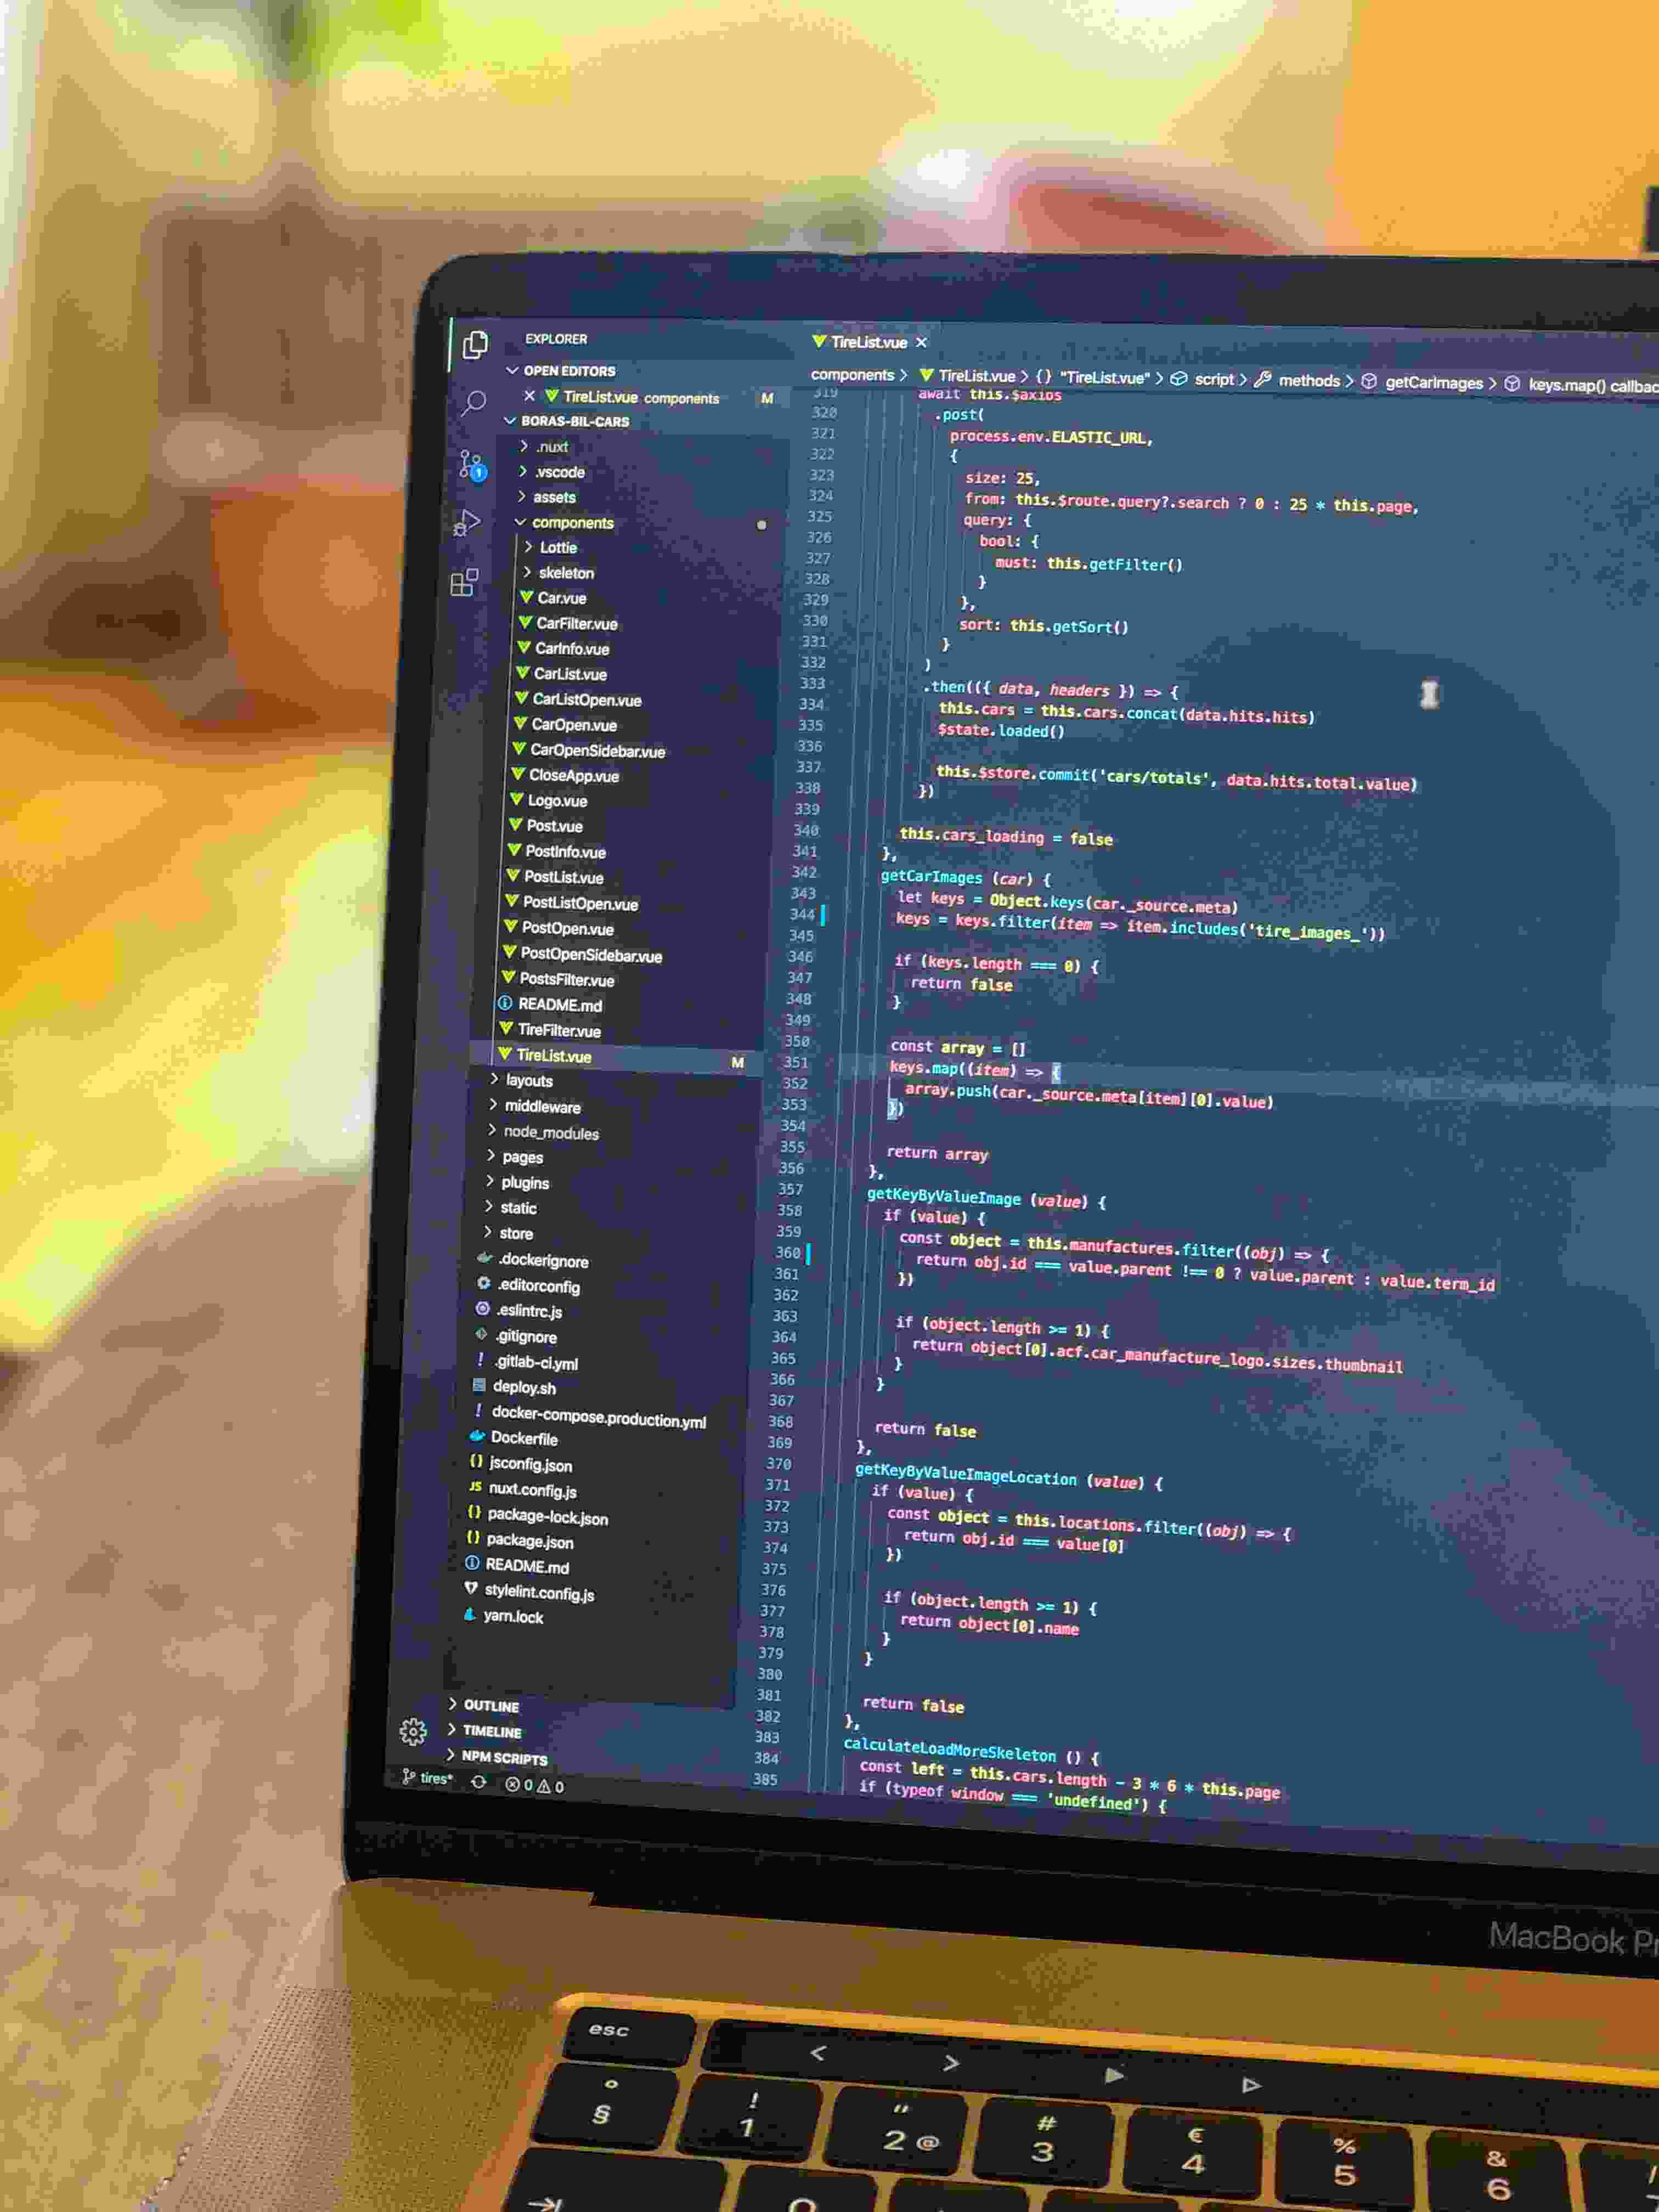 EXPLORER
OPEN EDITORS
TireList.vue components M
BORAS-BIL-CARS
.nuxt
.vscode
assets
components
Lottie
skeleton
Car.vue
CarFilter.vue
CarInfo.vue
CarList.vue
CarListOpen.vue
CarOpen.vue
CarOpenSidebar.vue
CloseApp.vue
Logo.vue
Post.vue
PostInfo.vue
PostList.vue
PostListOpen.vue
PostOpen.vue
PostOpenSidebar.vue
PostsFilter.vue
README.md
TireFilter.vue
TireList.vue M
layouts
middleware
node_modules
pages
plugins
static
store
.dockerignore
.editorconfig
.eslintrc.js
.gitignore
.gitlab-ci.yml
deploy.sh
docker-compose.production.yml
Dockerfile
jsconfig.json
nuxt.config.js
package-lock.json
package.json
README.md
stylelint.config.js
yarn.lock
OUTLINE
TIMELINE
NPM SCRIPTS
tires* 0 0
1
TireList.vue
components > TireList.vue > {} "TireList.vue" > script > methods > getCarImages > keys.map() callbac
319 await this.$axios
320 .post(
321 process.env.ELASTIC_URL,
322 {
323 size: 25,
324 from: this.$route.query?.search ? 0 : 25 * this.page,
325 query: {
326 bool: {
327 must: this.getFilter()
328 }
329 },
330 sort: this.getSort()
331 }
332 )
333 .then(({ data, headers }) => {
334 this.cars = this.cars.concat(data.hits.hits)
335 $state.loaded()
336
337 this.$store.commit('cars/totals', data.hits.total.value)
338 })
339
340 this.cars_loading = false
341 },
342 getCarImages (car) {
343 let keys = Object.keys(car._source.meta)
344 keys = keys.filter(item => item.includes('tire_images_'))
345
346 if (keys.length === 0) {
347 return false
348 }
349
350 const array = []
351 keys.map((item) => {
352 array.push(car._source.meta[item][0].value)
353 })
354
355 return array
356 },
357 getKeyByValueImage (value) {
358 if (value) {
359 const object = this.manufactures.filter((obj) => {
360 return obj.id === value.parent !== 0 ? value.parent : value.term_id
361 })
362
363 if (object.length >= 1) {
364 return object[0].acf.car_manufacture_logo.sizes.thumbnail
365 }
366 }
367
368 return false
369 },
370 getKeyByValueImageLocation (value) {
371 if (value) {
372 const object = this.locations.filter((obj) => {
373 return obj.id === value[0]
374 })
375
376 if (object.length >= 1) {
377 return object[0].name
378 }
379 }
380
381 return false
382 },
383 calculateLoadMoreSkeleton () {
384 const left = this.cars.length - 3 * 6 * this.page
385 if (typeof window === 'undefined') {
MacBook Pr
esc
° ! " # € % &
§ 1 2 @ 3 4 5 6